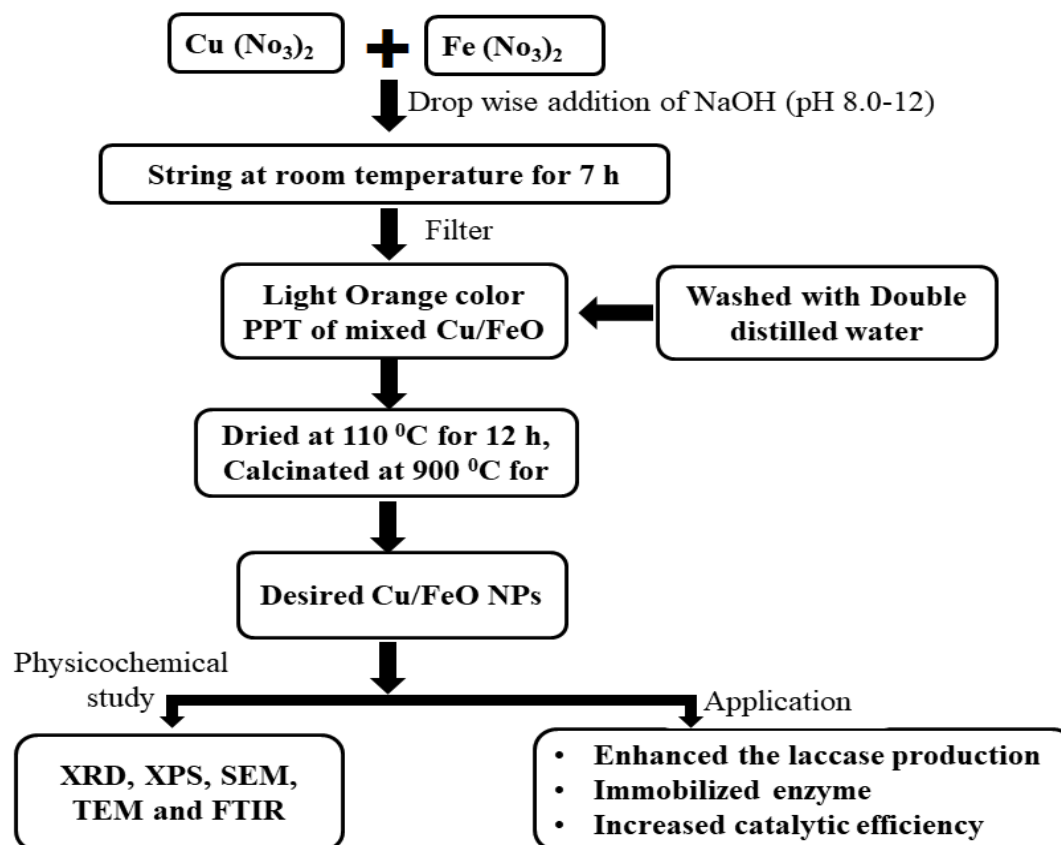 Cu (No₃)₂ + Fe (No₃)₂
Drop wise addition of NaOH (pH 8.0-12)
String at room temperature for 7 h
Filter
Light Orange color
PPT of mixed Cu/FeO
Washed with Double
distilled water
Dried at 110 ⁰C for 12 h,
Calcinated at 900 ⁰C for
Desired Cu/FeO NPs
Physicochemical
study
Application
XRD, XPS, SEM,
TEM and FTIR
• Enhanced the laccase production
• Immobilized enzyme
• Increased catalytic efficiency